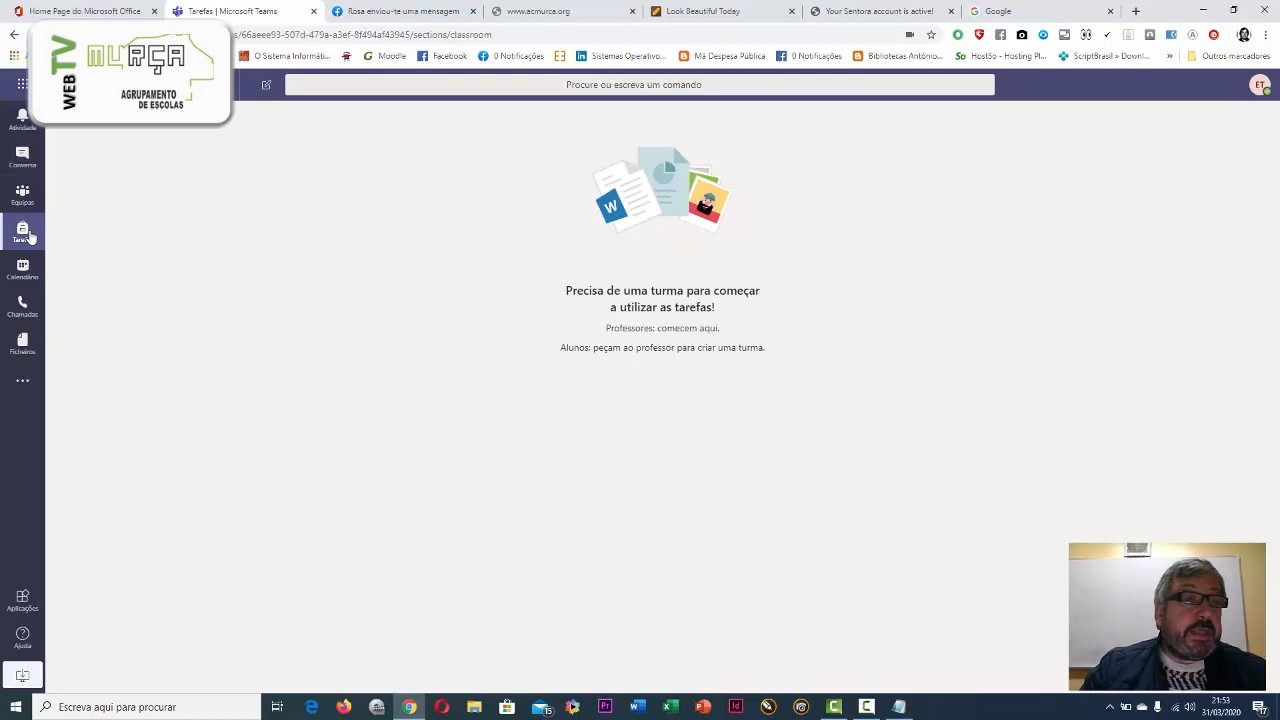 Home Page do Microsoft Office
Tarefas | Microsoft Teams
Rosa enviou-te uma mensagem
www.acmurca.org
Look Beautiful Today
Your Sentora account is active!
Google
/66aeee93-507d-479a-a3ef-8f494af43945/sections/classroom
O HostSo
Sistema Informátic
Moodle
Facebook
0 Notificações
Sistema Operativo...
Má Despesa Pública
0 Notificações
Bibliotecas Antônio...
Hosting Pl...
ScriptBrasil » Downl...
»
Outros marcadores
WEB TV
MURÇA
AGRUPAMENTO
DE ESCOLAS
Procure ou escreva um comando
ET
Atividade
Conversa
Equipas
Tarefas
Calendário
Chamadas
Ficheiros
Precisa de uma turma para começar
a utilizar as tarefas!
Professores: comecem aqui.
Alunos: peçam ao professor para criar uma turma.
Aplicações
Ajuda
Escreva aqui para procurar
21:53
31/03/2020